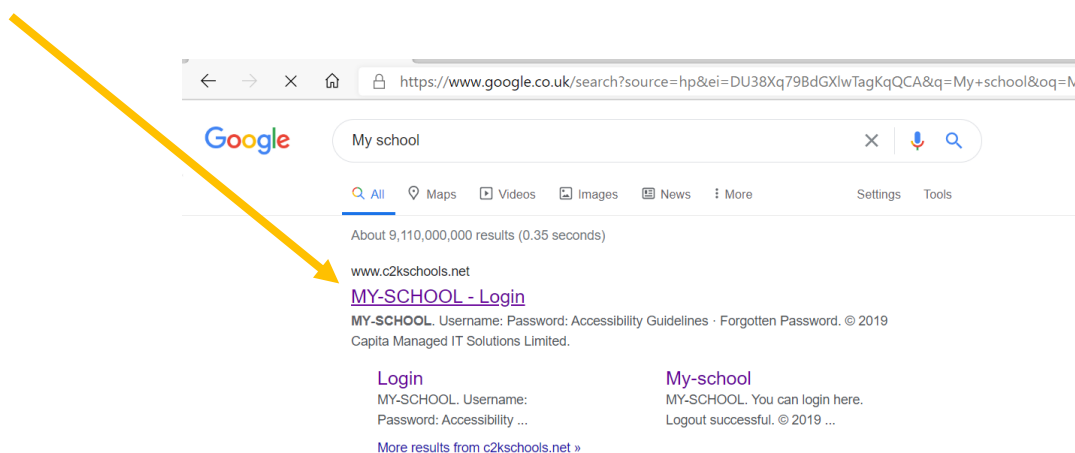 https://www.google.co.uk/search?source=hp&ei=DU38Xq79BdGXlwTagKqQCA&q=My+school&oq=M
Google
My school
All Maps Videos Images News More Settings Tools
About 9,110,000,000 results (0.35 seconds)
www.c2kschools.net
MY-SCHOOL - Login
MY-SCHOOL. Username: Password: Accessibility Guidelines · Forgotten Password. © 2019
Capita Managed IT Solutions Limited.
Login
MY-SCHOOL. Username:
Password: Accessibility ...
My-school
MY-SCHOOL. You can login here.
Logout successful. © 2019 ...
More results from c2kschools.net »